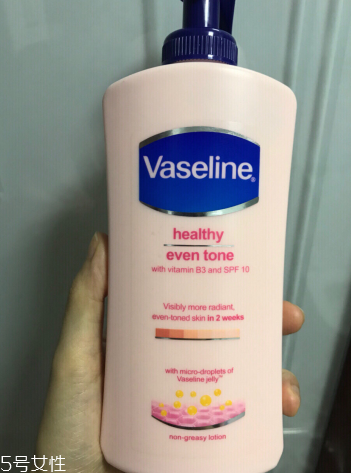 Vaseline®
healthy
even tone
with vitamin B3 and SPF 10
Visibly more radiant,
even-toned skin in 2 weeks
with micro-droplets of
Vaseline jelly™
non-greasy lotion
5号女性